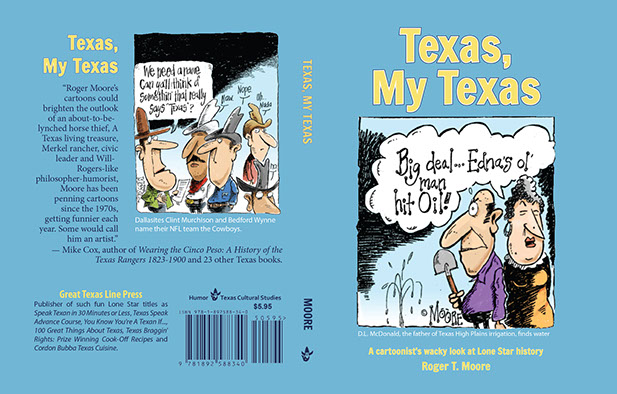 Texas,
My Texas
"Roger Moore's
cartoons could
brighten the outlook
of an about-to-be-
lynched horse thief, A
Texas living treasure,
Merkel rancher, civic
leader and Will-
Rogers-like
philosopher-humorist,
Moore has been
penning cartoons
since the 1970s,
getting funnier each
year. Some would call
him an artist."
— Mike Cox, author of Wearing the Cinco Peso: A History of the
Texas Rangers 1823-1900 and 23 other Texas books.
We need a name
Can y'all think of
somethin' that really
says "Texas"?
Naw
Nope
Uh
Nada
Dallasites Clint Murchison and Bedford Wynne
name their NFL team the Cowboys.
Great Texas Line Press
Publisher of such fun Lone Star titles as
Speak Texan in 30 Minutes or Less, Texas Speak
Advance Course, You Know You're A Texan If...,
100 Great Things About Texas, Texas Braggin'
Rights: Prize Winning Cook-Off Recipes and
Cordon Bubba Texas Cuisine.
Humor Texas Cultural Studies
$5.95
50595
9 781892 588340
TEXAS, MY TEXAS
MOORE
Texas,
My Texas
Big deal... Edna's ol'
man
hit Oil!
©MOORE
D.L. McDonald, the father of Texas High Plains irrigation, finds water
A cartoonist's wacky look at Lone Star history
Roger T. Moore